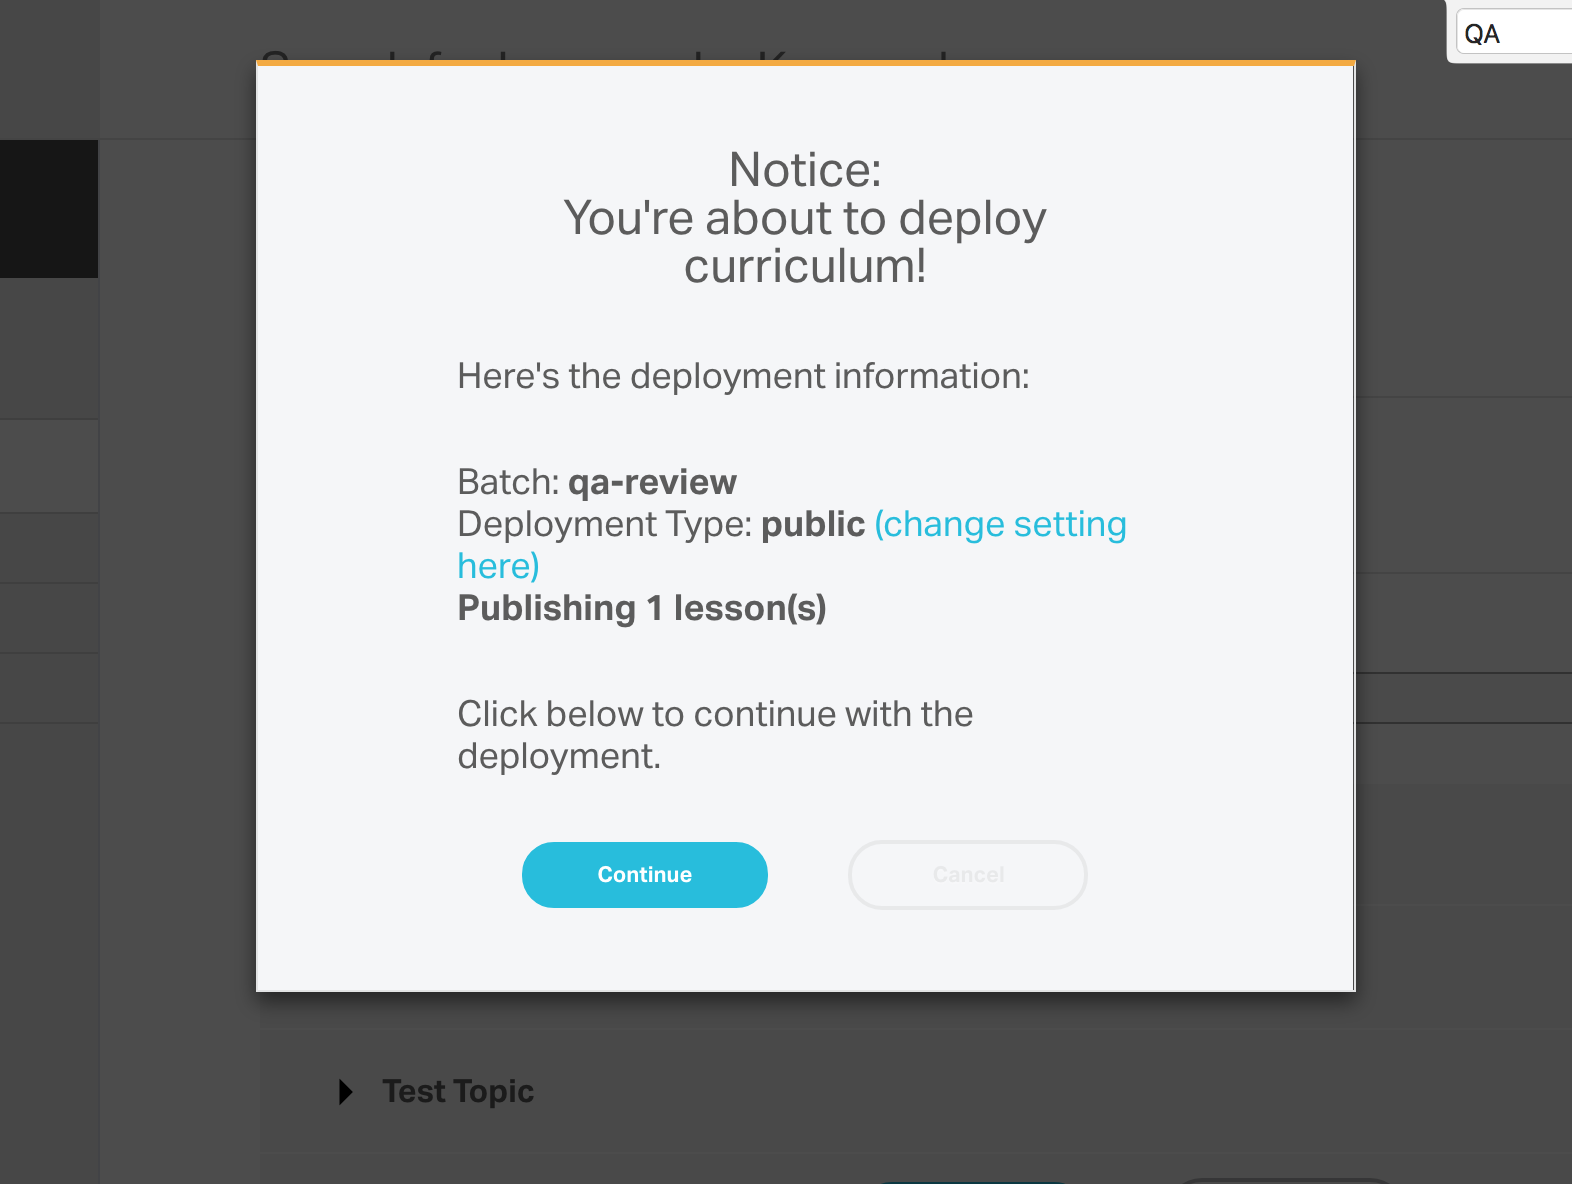 QA
Notice:
You're about to deploy
curriculum!
Here's the deployment information:
Batch: qa-review
Deployment Type: public (change setting
here)
Publishing 1 lesson(s)
Click below to continue with the
deployment.
Continue
Cancel
Test Topic